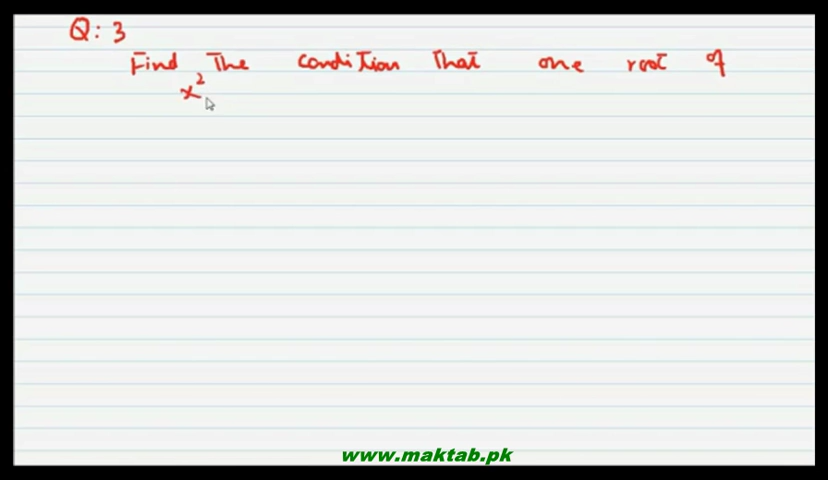 Q: 3
Find The condition That one root of
x²
www.maktab.pk